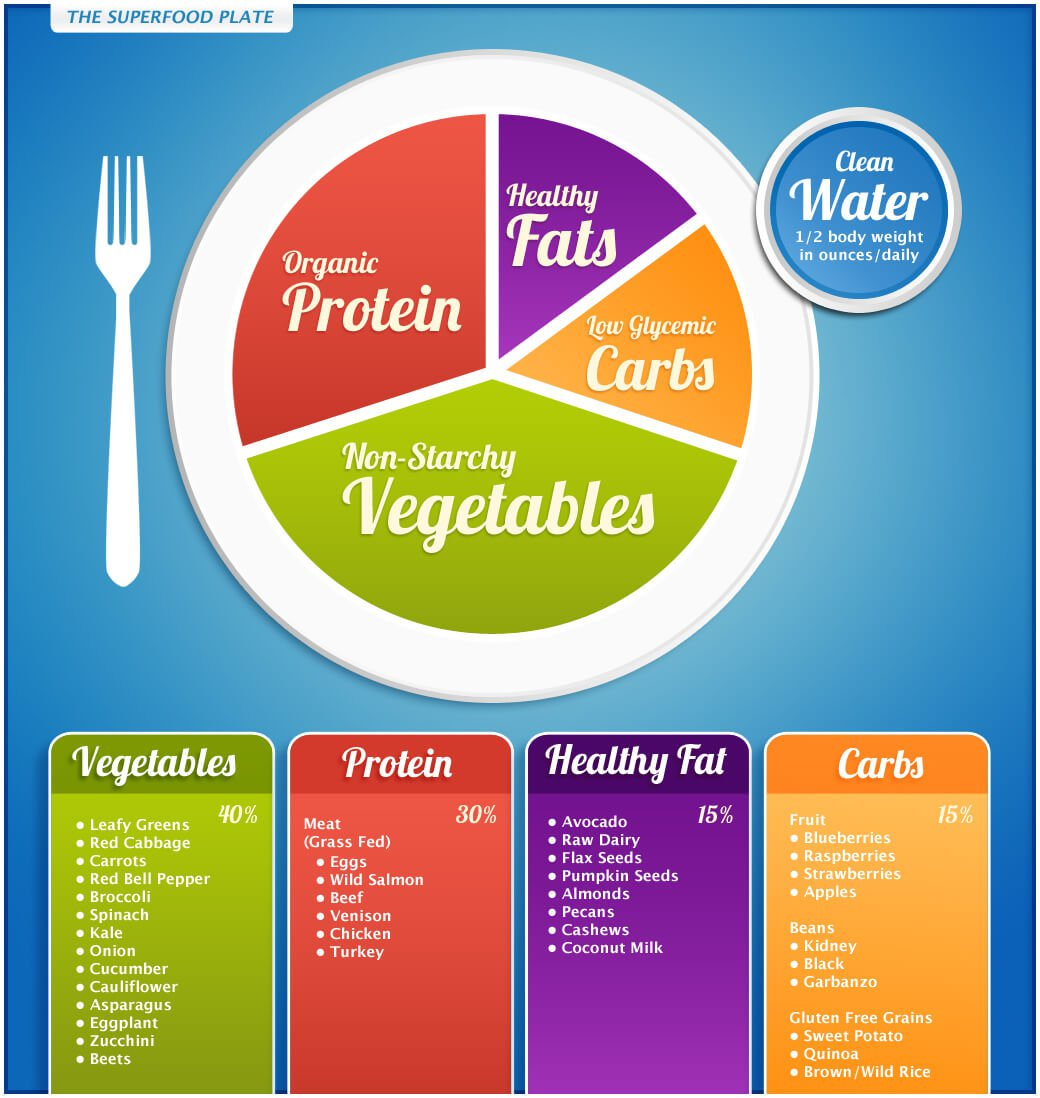 THE SUPERFOOD PLATE
Clean
Water
1/2 body weight
in ounces/daily
Healthy
Fats
Organic
Protein
Low Glycemic
Carbs
Non-Starchy
Vegetables
Vegetables
40%
• Leafy Greens
• Red Cabbage
• Carrots
• Red Bell Pepper
• Broccoli
• Spinach
• Kale
• Onion
• Cucumber
• Cauliflower
• Asparagus
• Eggplant
• Zucchini
• Beets
Protein
30%
Meat
(Grass Fed)
• Eggs
• Wild Salmon
• Beef
• Venison
• Chicken
• Turkey
Healthy Fat
15%
• Avocado
• Raw Dairy
• Flax Seeds
• Pumpkin Seeds
• Almonds
• Pecans
• Cashews
• Coconut Milk
Carbs
15%
Fruit
• Blueberries
• Raspberries
• Strawberries
• Apples
Beans
• Kidney
• Black
• Garbanzo
Gluten Free Grains
• Sweet Potato
• Quinoa
• Brown/Wild Rice